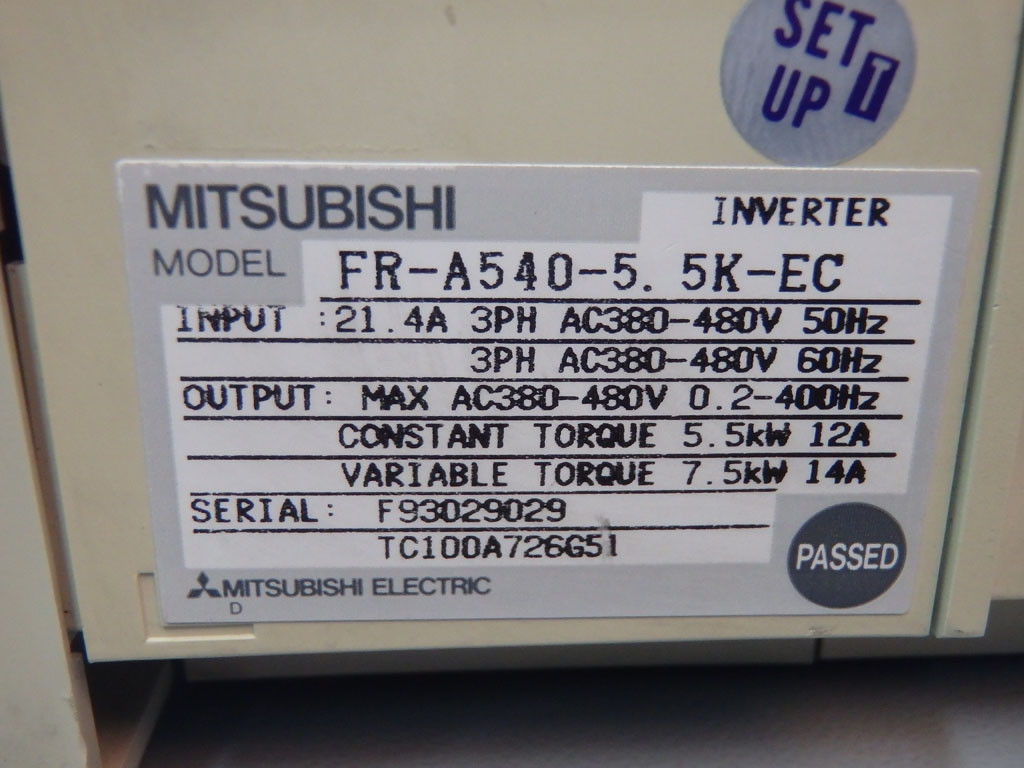 SET
UP T
MITSUBISHI
INVERTER
MODEL FR-A540-5.5K-EC
INPUT :21.4A 3PH AC380-480V 50Hz
3PH AC380-480V 60Hz
OUTPUT: MAX AC380-480V 0.2-400Hz
CONSTANT TORQUE 5.5kW 12A
VARIABLE TORQUE 7.5kW 14A
SERIAL: F93029029
TC100A726G51
PASSED
MITSUBISHI ELECTRIC
D